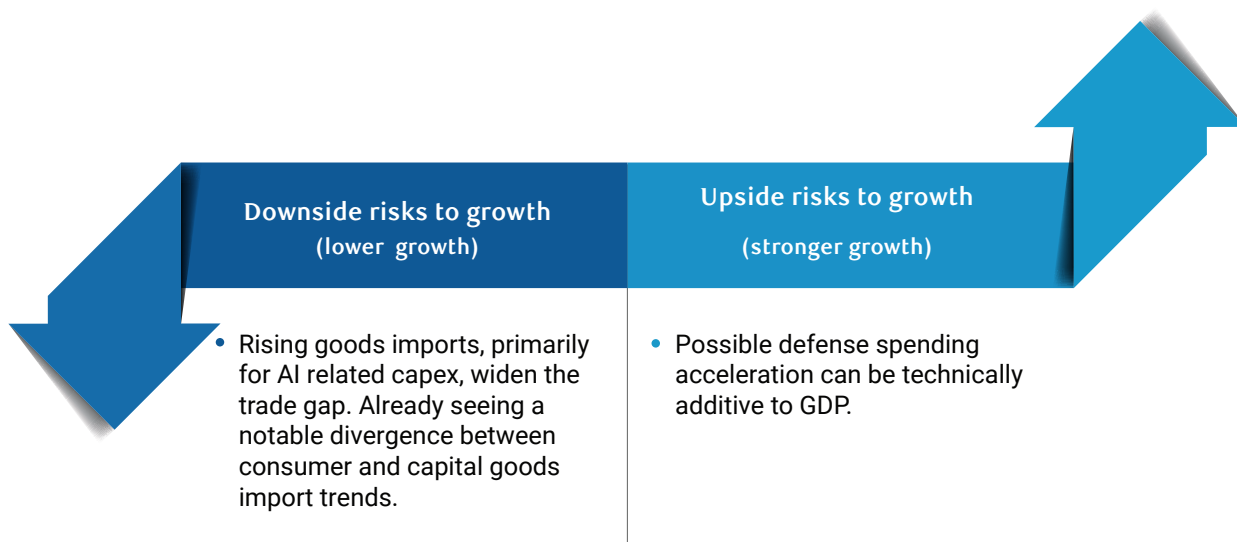 Downside risks to growth
(lower growth)
Upside risks to growth
(stronger growth)
• Rising goods imports, primarily
for AI related capex, widen the
trade gap. Already seeing a
notable divergence between
consumer and capital goods
import trends.
• Possible defense spending
acceleration can be technically
additive to GDP.